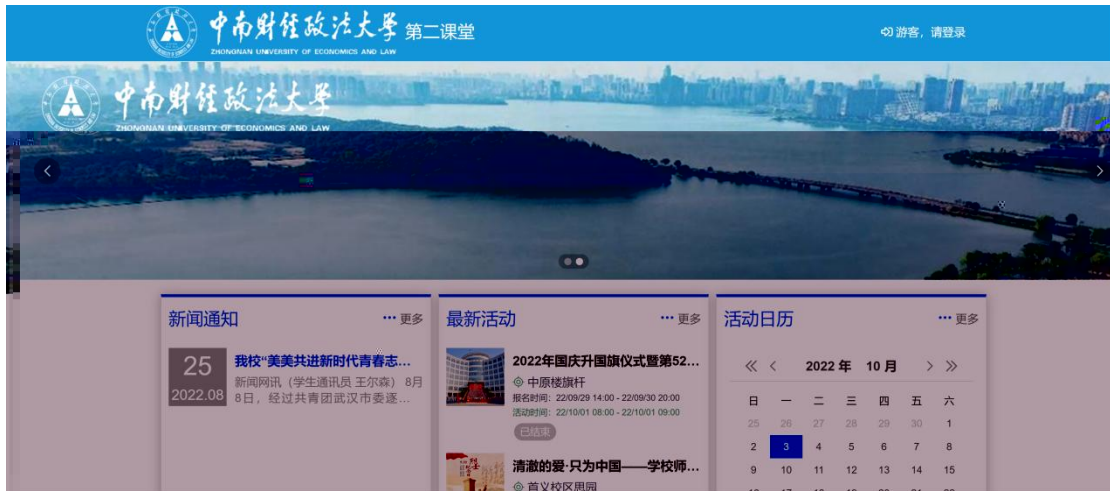 中南财经政法大学 第二课堂
ZHONGNAN UNIVERSITY OF ECONOMICS AND LAW
游客，请登录
中南财经政法大学
ZHONGNAN UNIVERSITY OF ECONOMICS AND LAW
新闻通知
··· 更多
25
2022.08
我校“美美共进新时代青春志...
新闻网讯（学生通讯员 王尔森） 8月
8日，经过共青团武汉市委逐...
最新活动
··· 更多
2022年国庆升国旗仪式暨第52...
中原楼旗杆
报名时间：22/09/29 14:00 - 22/09/30 20:00
活动时间：22/10/01 08:00 - 22/10/01 09:00
已结束
清澈的爱·只为中国——学校师...
首义校区思园
活动日历
··· 更多
《 < 2022 年 10 月 > 》
日 一 二 三 四 五 六
25 26 27 28 29 30 1
2 3 4 5 6 7 8
9 10 11 12 13 14 15